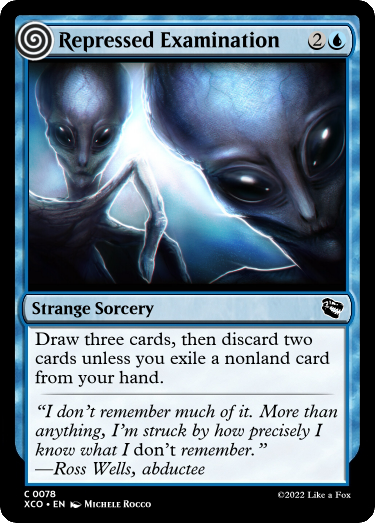 Repressed Examination 2
Strange Sorcery
Draw three cards, then discard two
cards unless you exile a nonland card
from your hand.
“I don’t remember much of it. More than
anything, I’m struck by how precisely I
know what I don’t remember.”
—Ross Wells, abductee
C 0078
XCO • EN Michele Rocco
©2022 Like a Fox